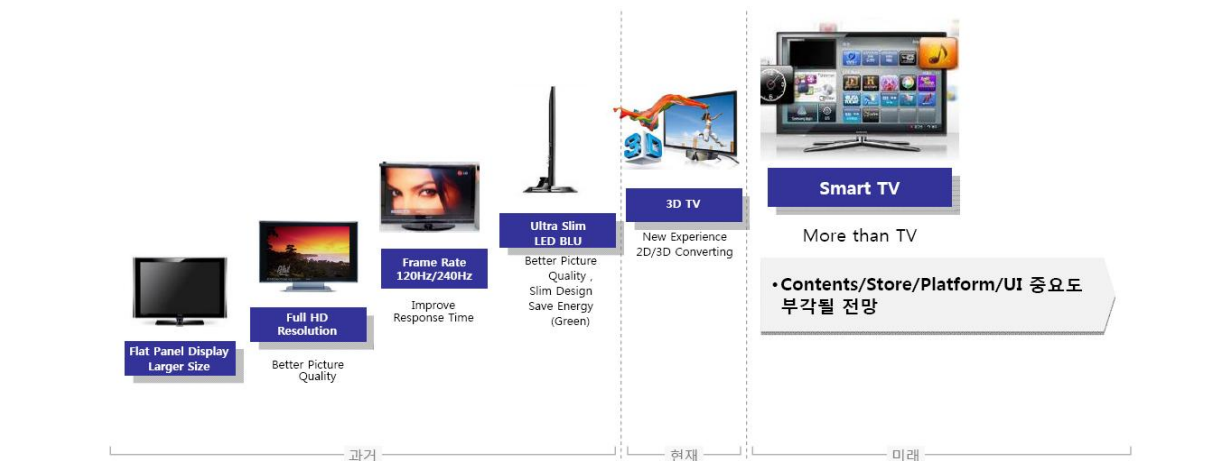 Flat Panel Display
Larger Size
Full HD
Resolution
Better Picture
Quality
Frame Rate
120Hz/240Hz
Improve
Response Time
Ultra Slim
LED BLU
Better Picture
Quality ,
Slim Design
Save Energy
(Green)
3D
3D TV
New Experience
2D/3D Converting
Smart TV
More than TV
•Contents/Store/Platform/UI 중요도
부각될 전망
과거
현재
미래